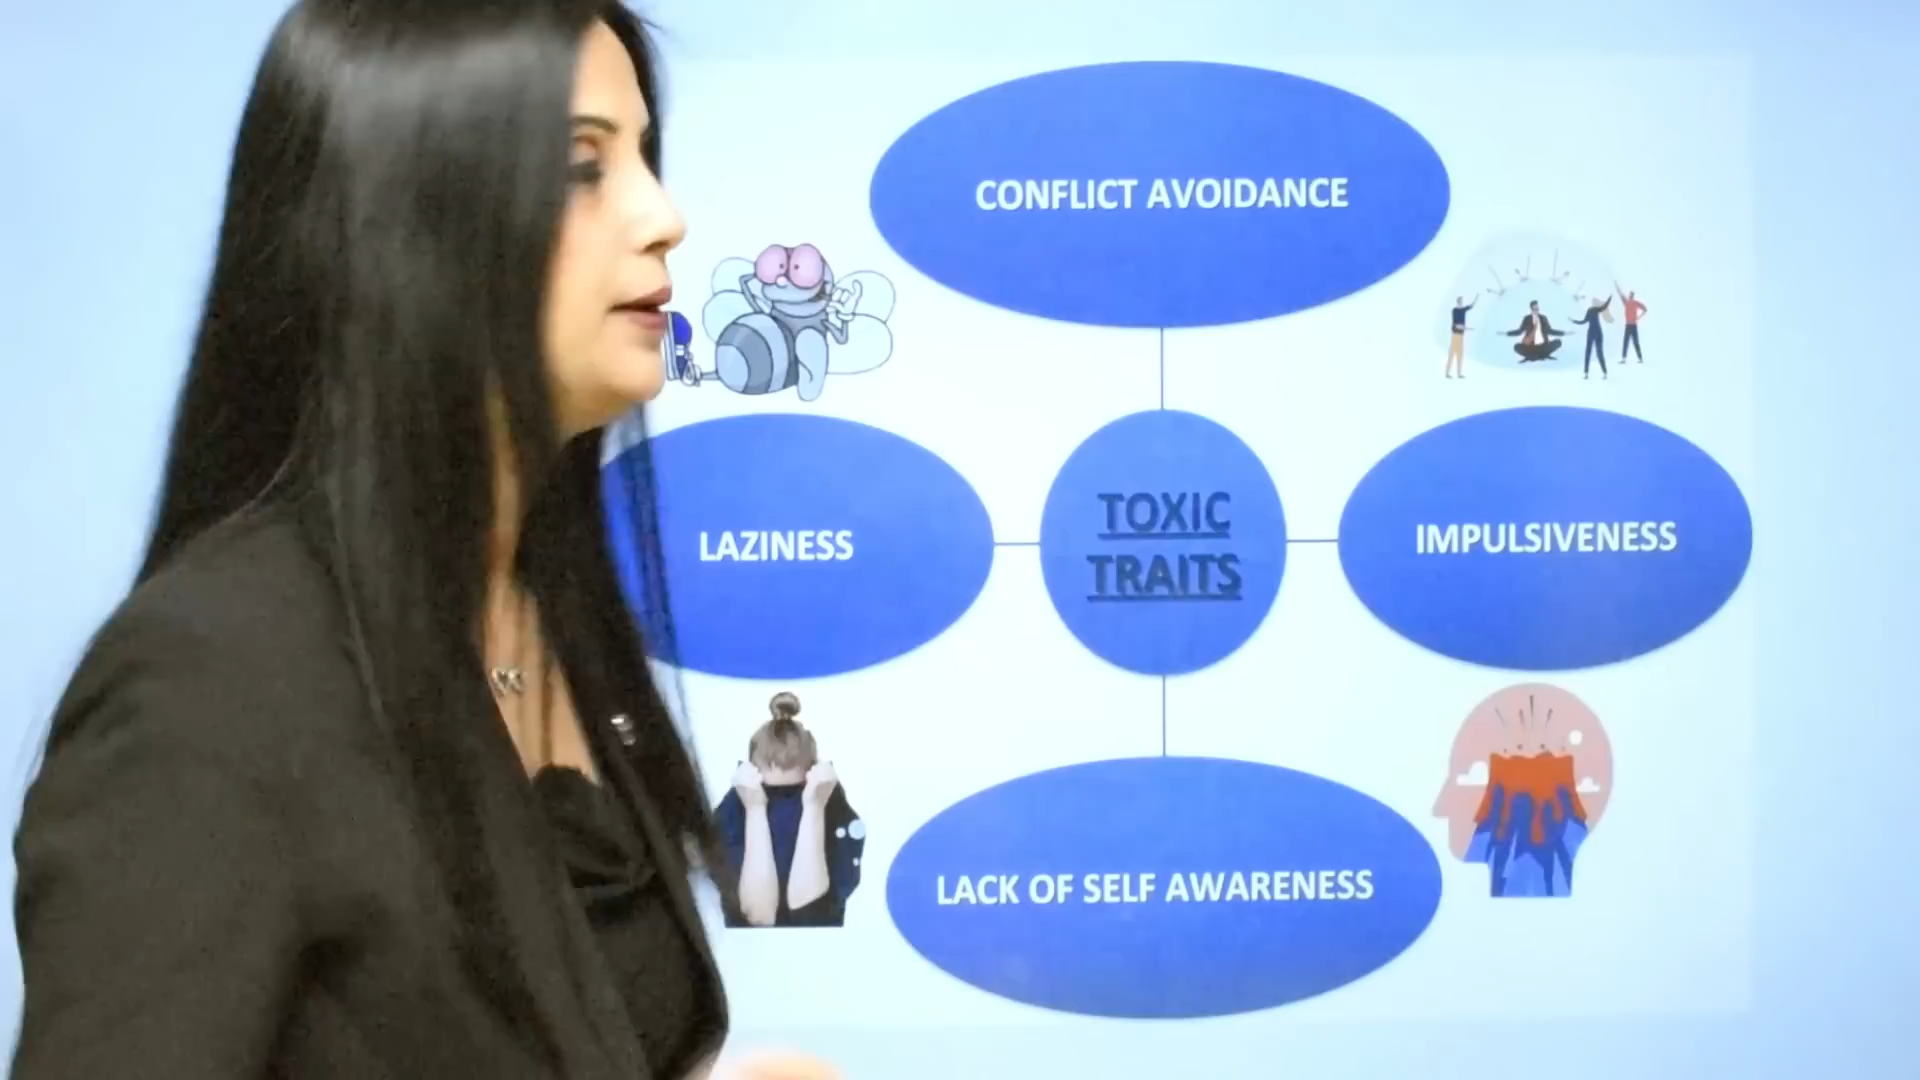 CONFLICT AVOIDANCE
LAZINESS
TOXIC
TRAITS
IMPULSIVENESS
LACK OF SELF AWARENESS